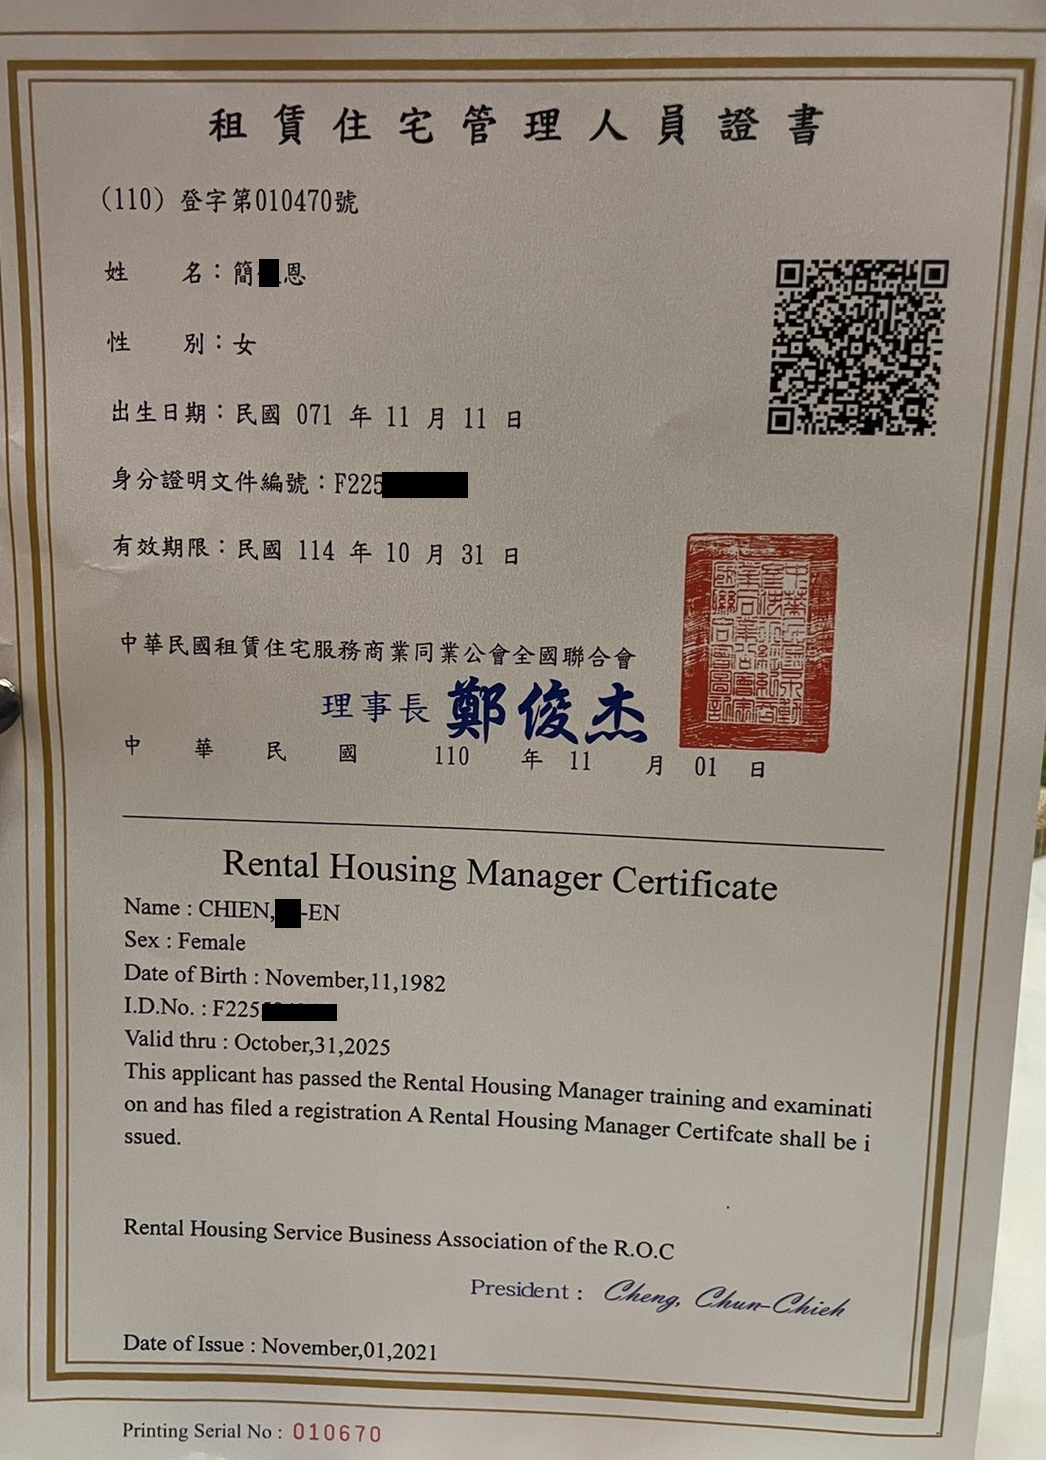 租賃住宅管理人員證書
(110) 登字第010470號
姓 名：簡 恩
性 別：女
出生日期：民國 071 年 11 月 11 日
身分證明文件編號：F225
有效期限：民國 114 年 10 月 31 日
中華民國租賃住宅服務商業同業公會全國聯合會
理事長 鄭俊杰
中 華 民 國 110 年 11 月 01 日
Rental Housing Manager Certificate
Name : CHIEN, -EN
Sex : Female
Date of Birth : November,11,1982
I.D.No. : F225
Valid thru : October,31,2025
This applicant has passed the Rental Housing Manager training and examinati
on and has filed a registration A Rental Housing Manager Certifcate shall be i
ssued.
Rental Housing Service Business Association of the R.O.C
President : Cheng, Chun-Chieh
Date of Issue : November,01,2021
Printing Serial No : 010670